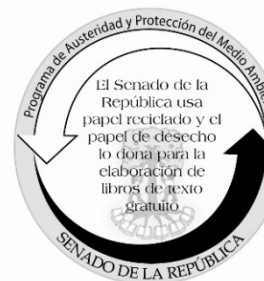 Programa de Austeridad y Protección del Medio
El Senado de la
República usa
papel reciclado y el
papel de desecho
lo dona para la
elaboración de
libros de texto
gratuito
SENADO DE LA REPÚBLICA